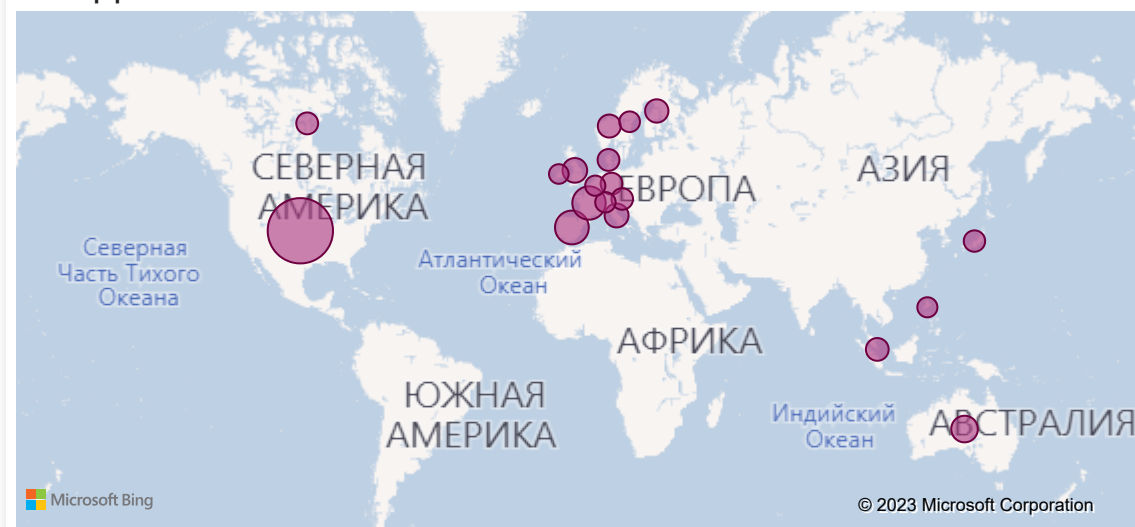 СЕВЕРНАЯ
АМЕРИКА
ЕВРОПА
АЗИЯ
Северная
Часть Тихого
Океана
Атлантический
Океан
АФРИКА
ЮЖНАЯ
АМЕРИКА
Индийский
Океан
АВСТРАЛИЯ
Microsoft Bing
© 2023 Microsoft Corporation